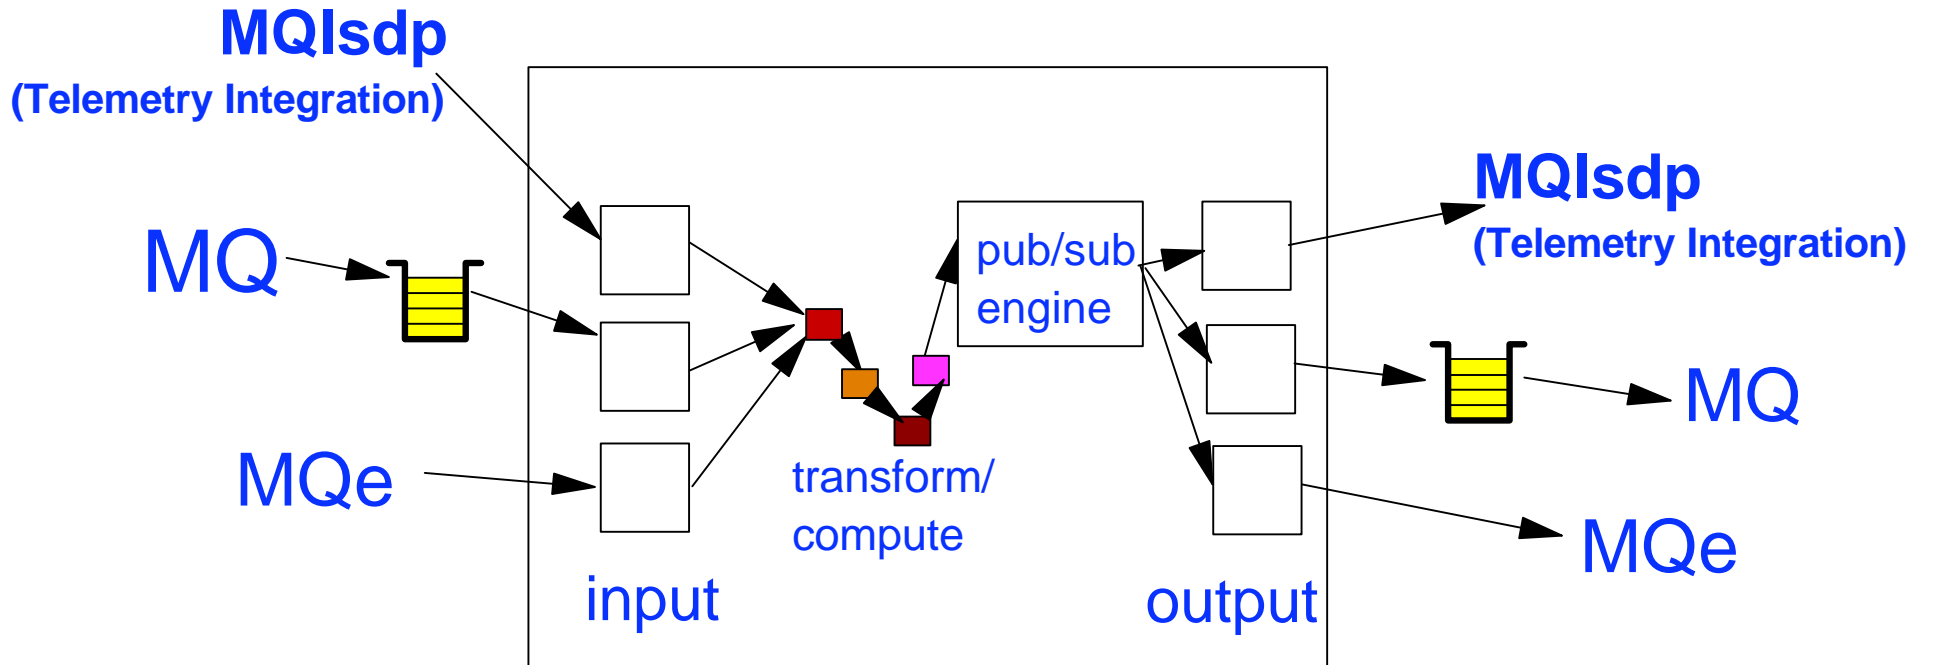 MQIsdp
(Telemetry Integration)
MQ
MQe
input
transform/
compute
pub/sub
engine
output
MQIsdp
(Telemetry Integration)
MQ
MQe